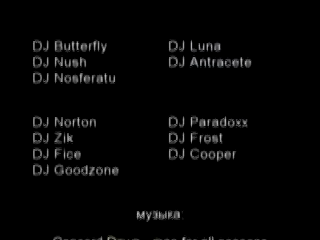 DJ Butterfly DJ Luna
DJ Nush DJ Antracete
DJ Nosferatu
DJ Norton DJ Paradoxx
DJ Zik DJ Frost
DJ Fice DJ Cooper
DJ Goodzone
музыка